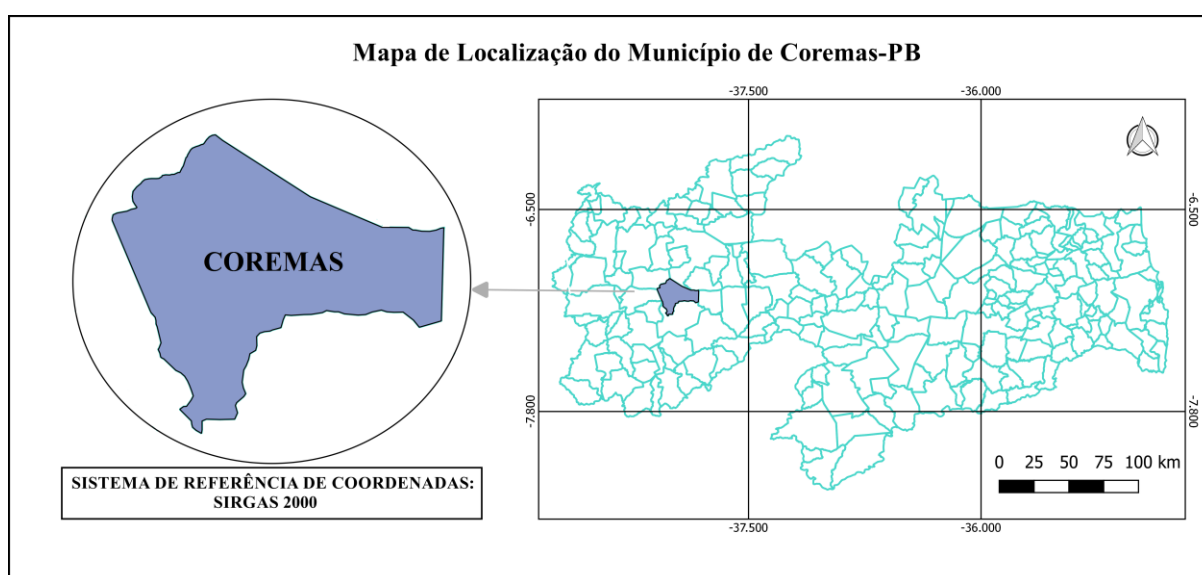 Mapa de Localização do Município de Coremas-PB
-37.500
-36.000
-6.500
-6.500
COREMAS
-7.800
-7.800
0 25 50 75 100 km
SISTEMA DE REFERÊNCIA DE COORDENADAS:
SIRGAS 2000
-37.500
-36.000